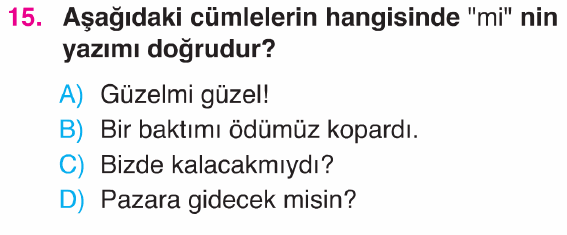 15. Aşağıdaki cümlelerin hangisinde "mi" nin
yazımı doğrudur?
A) Güzelmi güzel!
B) Bir baktımı ödümüz kopardı.
C) Bizde kalacakmıydı?
D) Pazara gidecek misin?